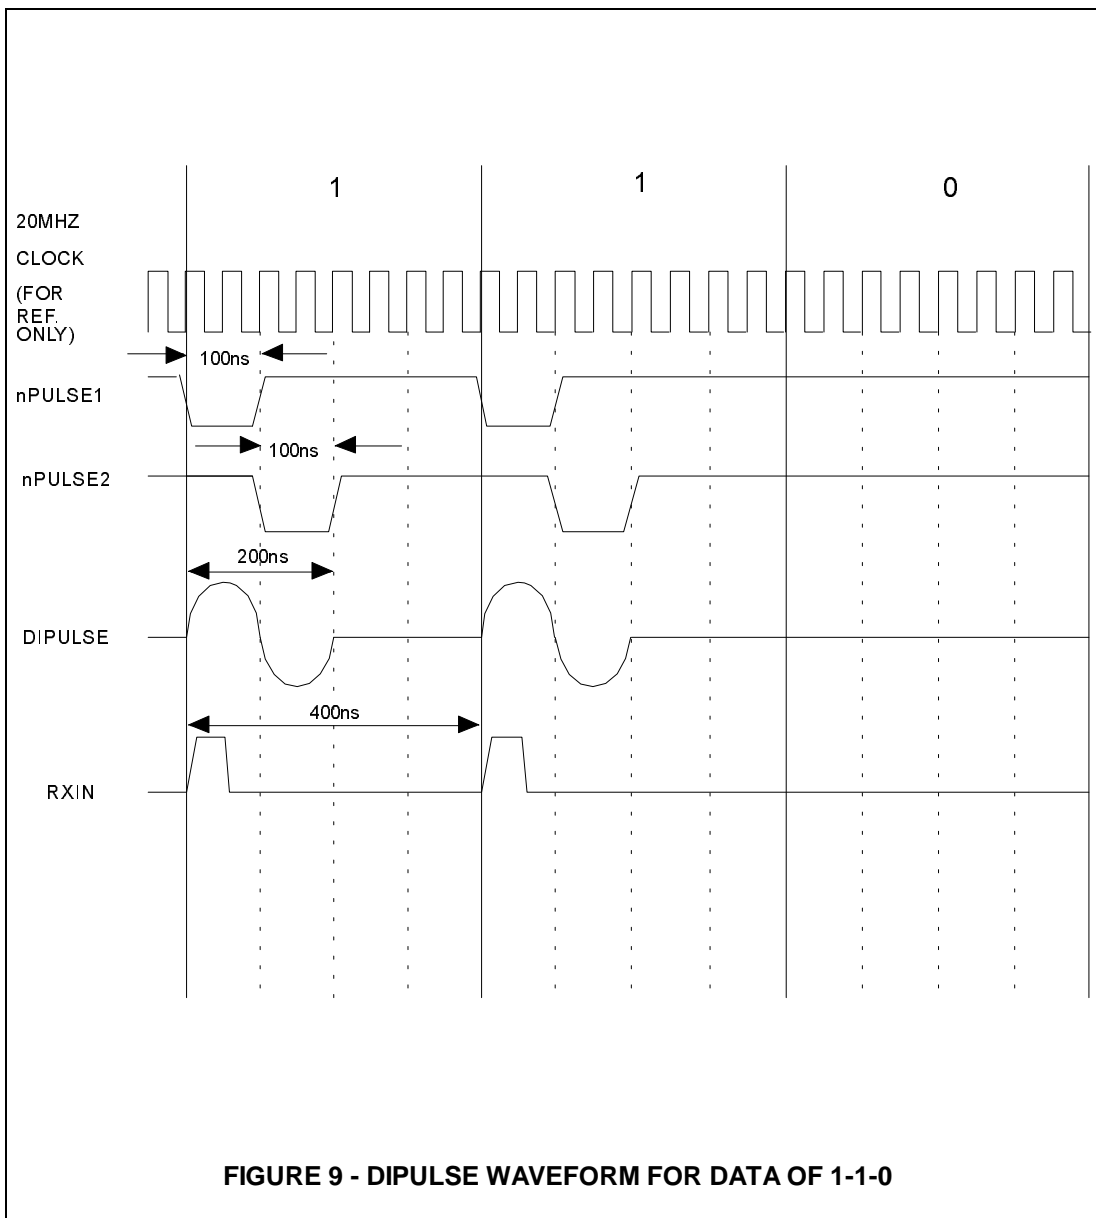 1 1 0
20MHZ
CLOCK
(FOR
REF.
ONLY)
100ns
nPULSE1
100ns
nPULSE2
200ns
DIPULSE
400ns
RXIN
FIGURE 9 - DIPULSE WAVEFORM FOR DATA OF 1-1-0